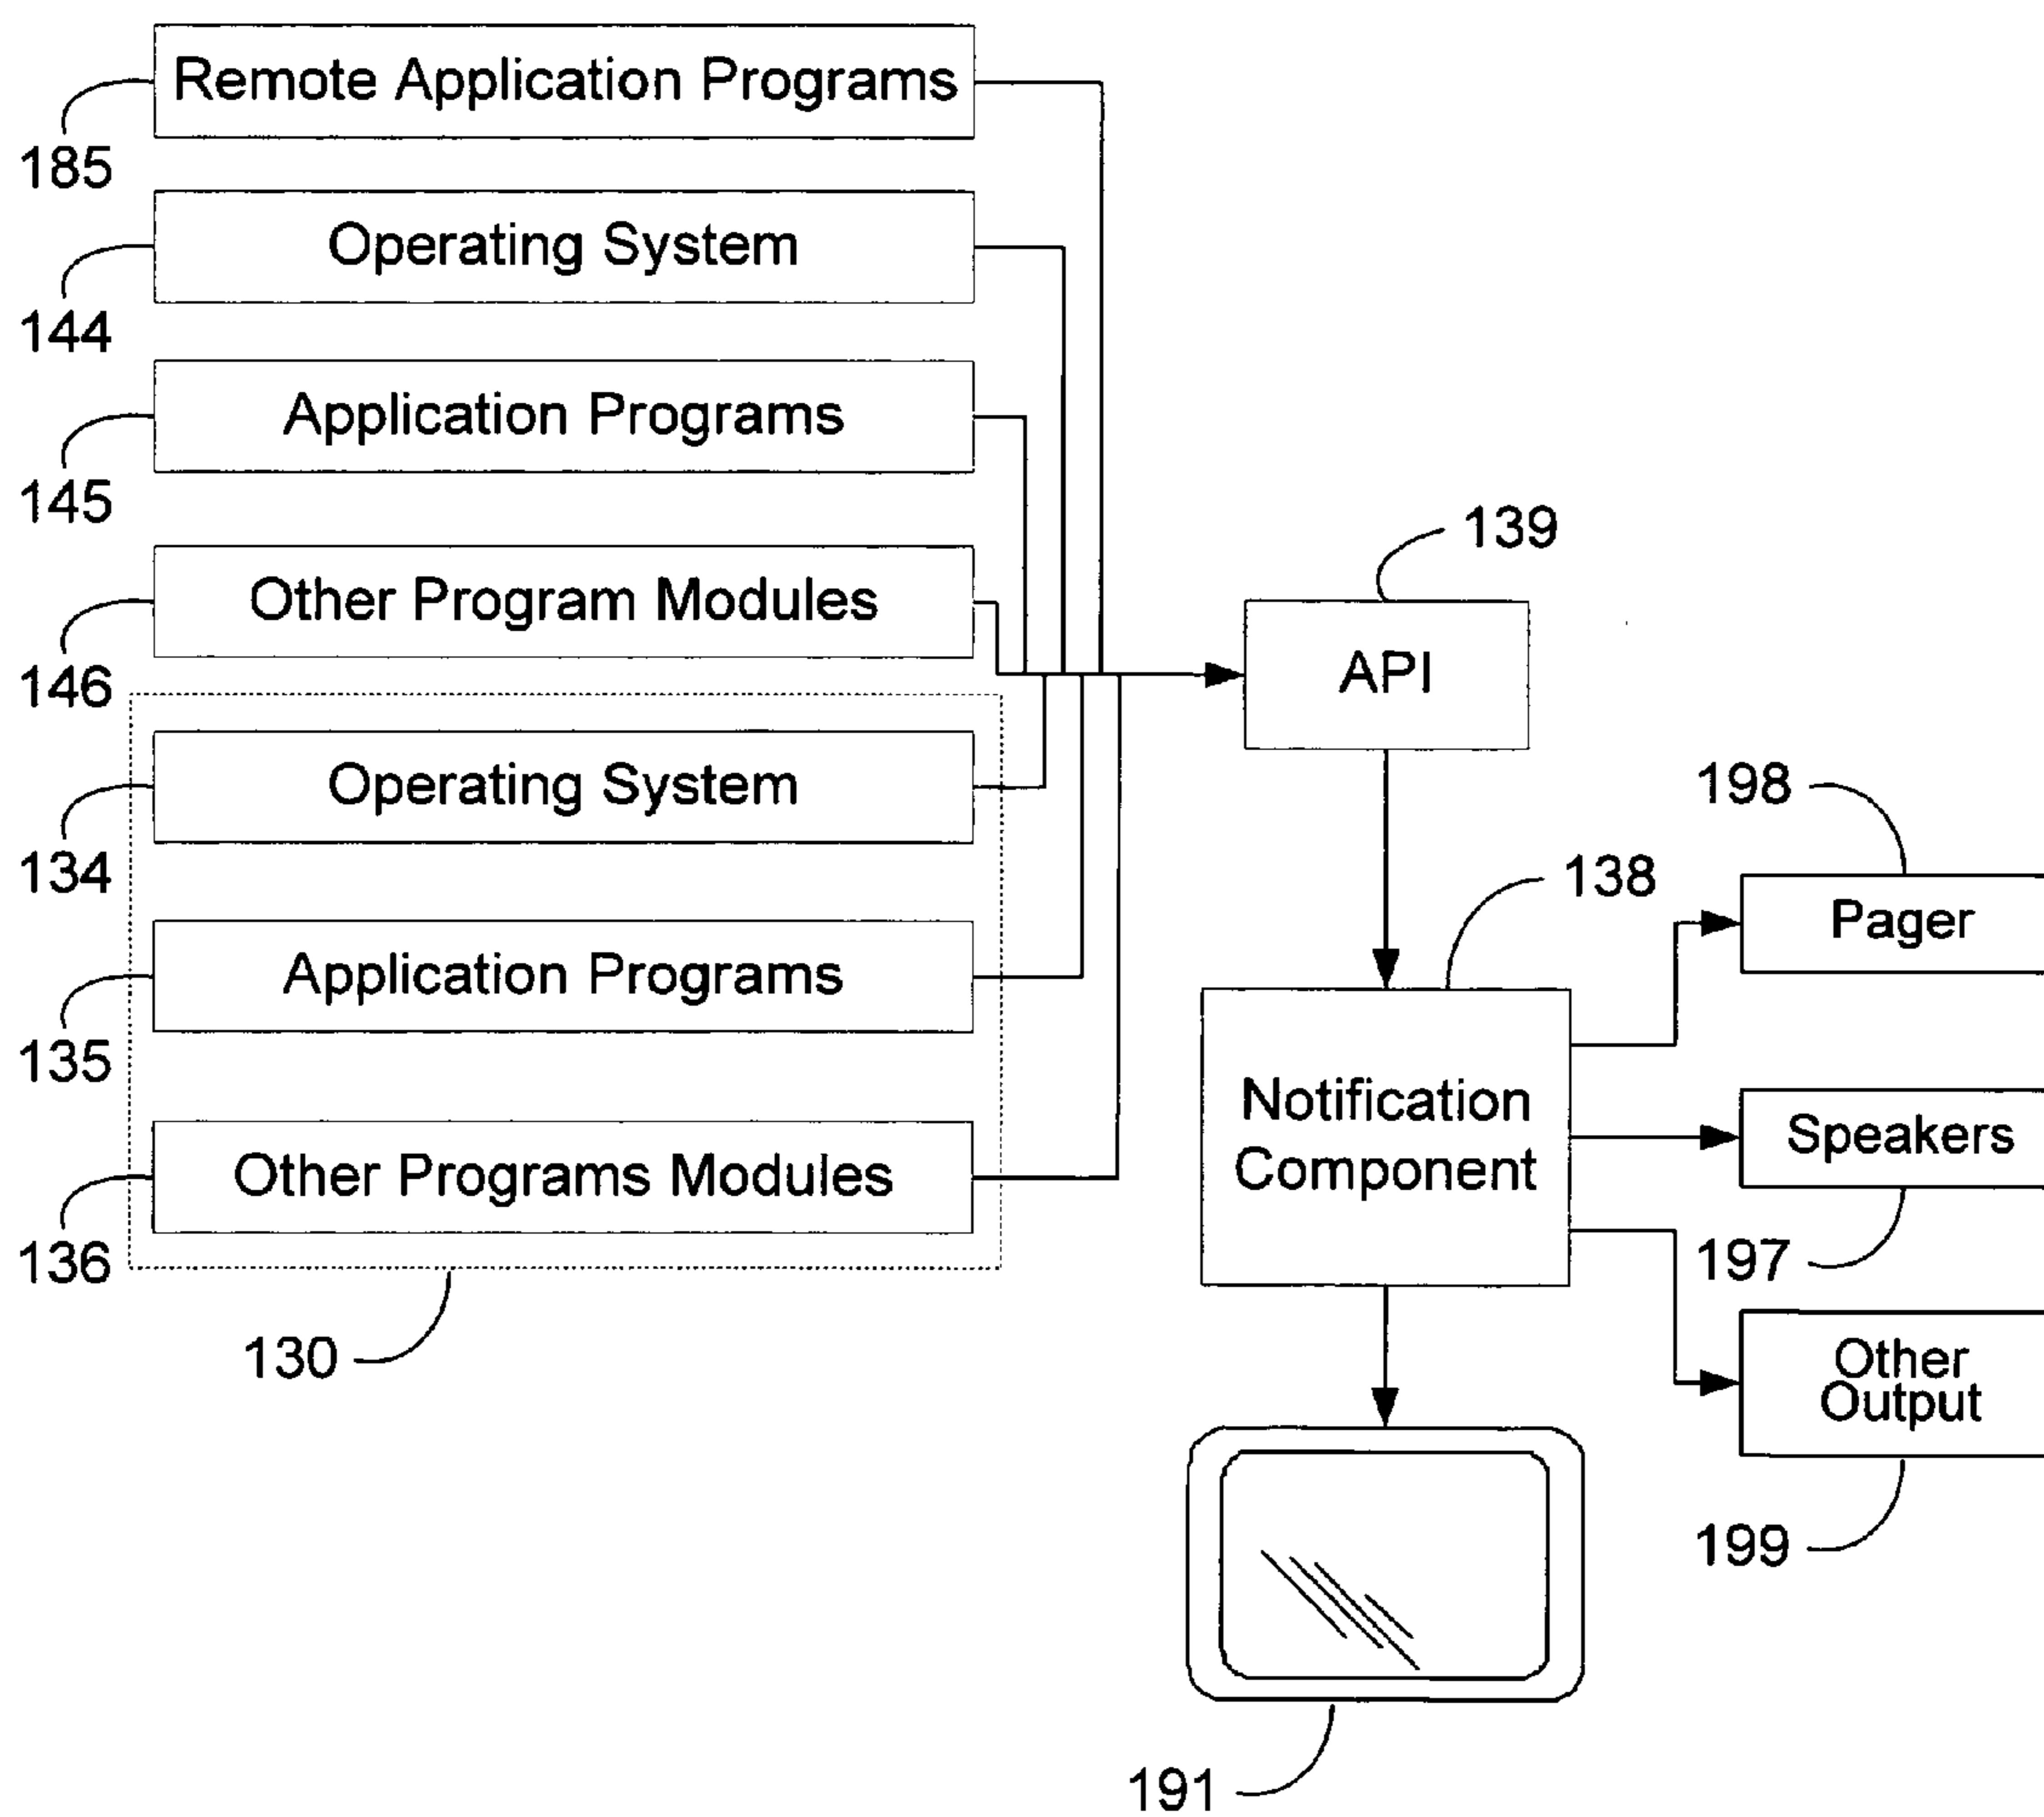 Remote Application Programs
185
Operating System
144
Application Programs
145
Other Program Modules
146
Operating System
134
Application Programs
135
Other Programs Modules
136
130
139
API
138
Notification
Component
198
Pager
Speakers
197
Other
Output
199
191